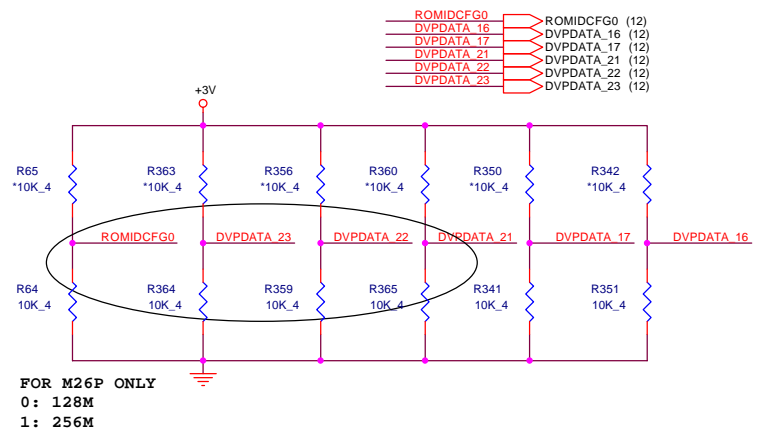 ROMIDCFG0 ROMIDCFG0 (12)
DVPDATA_16 DVPDATA_16 (12)
DVPDATA_17 DVPDATA_17 (12)
DVPDATA_21 DVPDATA_21 (12)
DVPDATA_22 DVPDATA_22 (12)
DVPDATA_23 DVPDATA_23 (12)
+3V
R65 R363 R356 R360 R350 R342
*10K_4 *10K_4 *10K_4 *10K_4 *10K_4 *10K_4
ROMIDCFG0 DVPDATA_23 DVPDATA_22 DVPDATA_21 DVPDATA_17 DVPDATA_16
R64 R364 R359 R365 R341 R351
10K_4 10K_4 10K_4 10K_4 10K_4 10K_4
FOR M26P ONLY
0: 128M
1: 256M